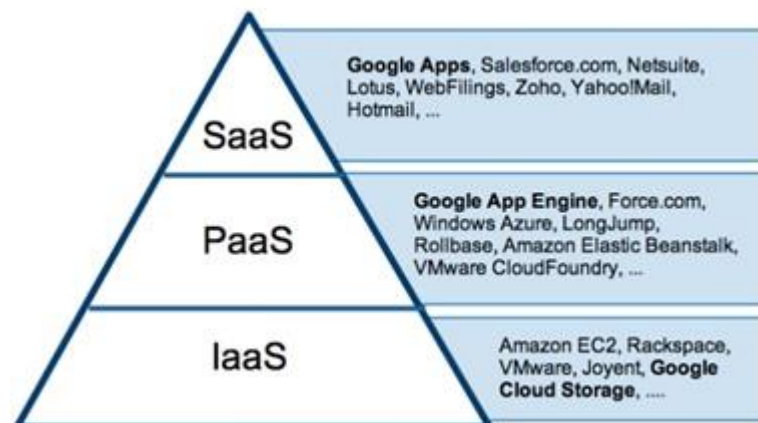 Google Apps, Salesforce.com, Netsuite,
Lotus, WebFilings, Zoho, Yahoo!Mail,
Hotmail, ...
SaaS
Google App Engine, Force.com,
Windows Azure, LongJump,
Rollbase, Amazon Elastic Beanstalk,
VMware CloudFoundry, ...
PaaS
Amazon EC2, Rackspace,
VMware, Joyent, Google
Cloud Storage, ....
IaaS